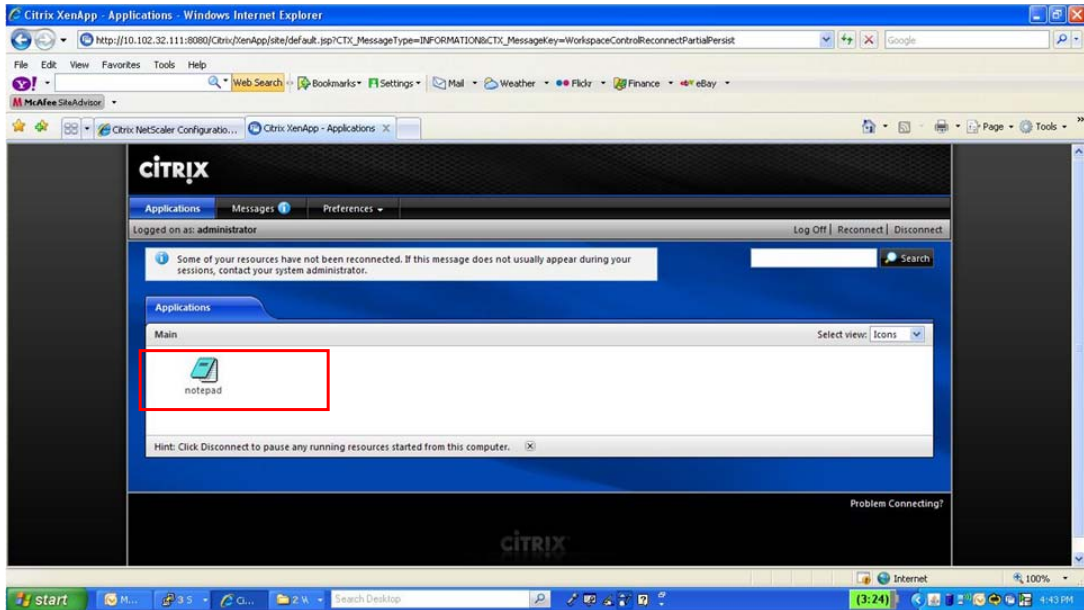 Citrix XenApp - Applications - Windows Internet Explorer
http://10.102.32.111:8080/Citrix/XenApp/site/default.jsp?CTX_MessageType=INFORMATION&CTX_MessageKey=WorkspaceControlReconnectPartialPersist
Google
File Edit View Favorites Tools Help
Y! Web Search Bookmarks Settings Mail Weather Flickr Finance eBay
McAfee SiteAdvisor
Citrix NetScaler Configuratio... Citrix XenApp - Applications X Page Tools
CITRIX
Applications Messages Preferences
Logged on as: administrator Log Off | Reconnect | Disconnect
Some of your resources have not been reconnected. If this message does not usually appear during your
sessions, contact your system administrator.
Search
Applications
Main Select view: Icons
notepad
Hint: Click Disconnect to pause any running resources started from this computer.
Problem Connecting?
CITRIX
Internet 100%
start M... 3 S C... 2 W Search Desktop (3:24) 4:43 PM